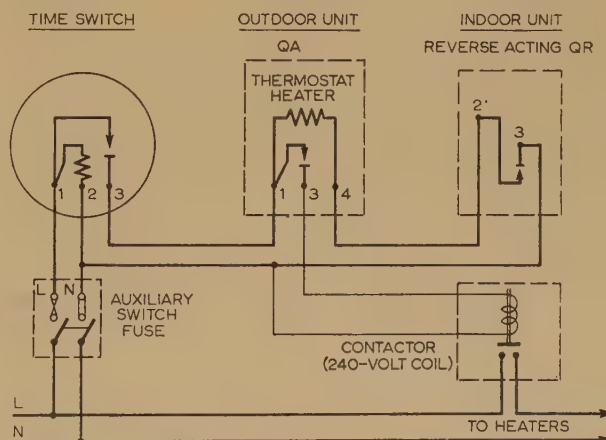 TIME SWITCH
OUTDOOR UNIT
QA
INDOOR UNIT
REVERSE ACTING QR
THERMOSTAT
HEATER
1 2 3
1 3 4
2'
3
L N
AUXILIARY
SWITCH
FUSE
CONTACTOR
(240-VOLT COIL)
L
N
TO HEATERS